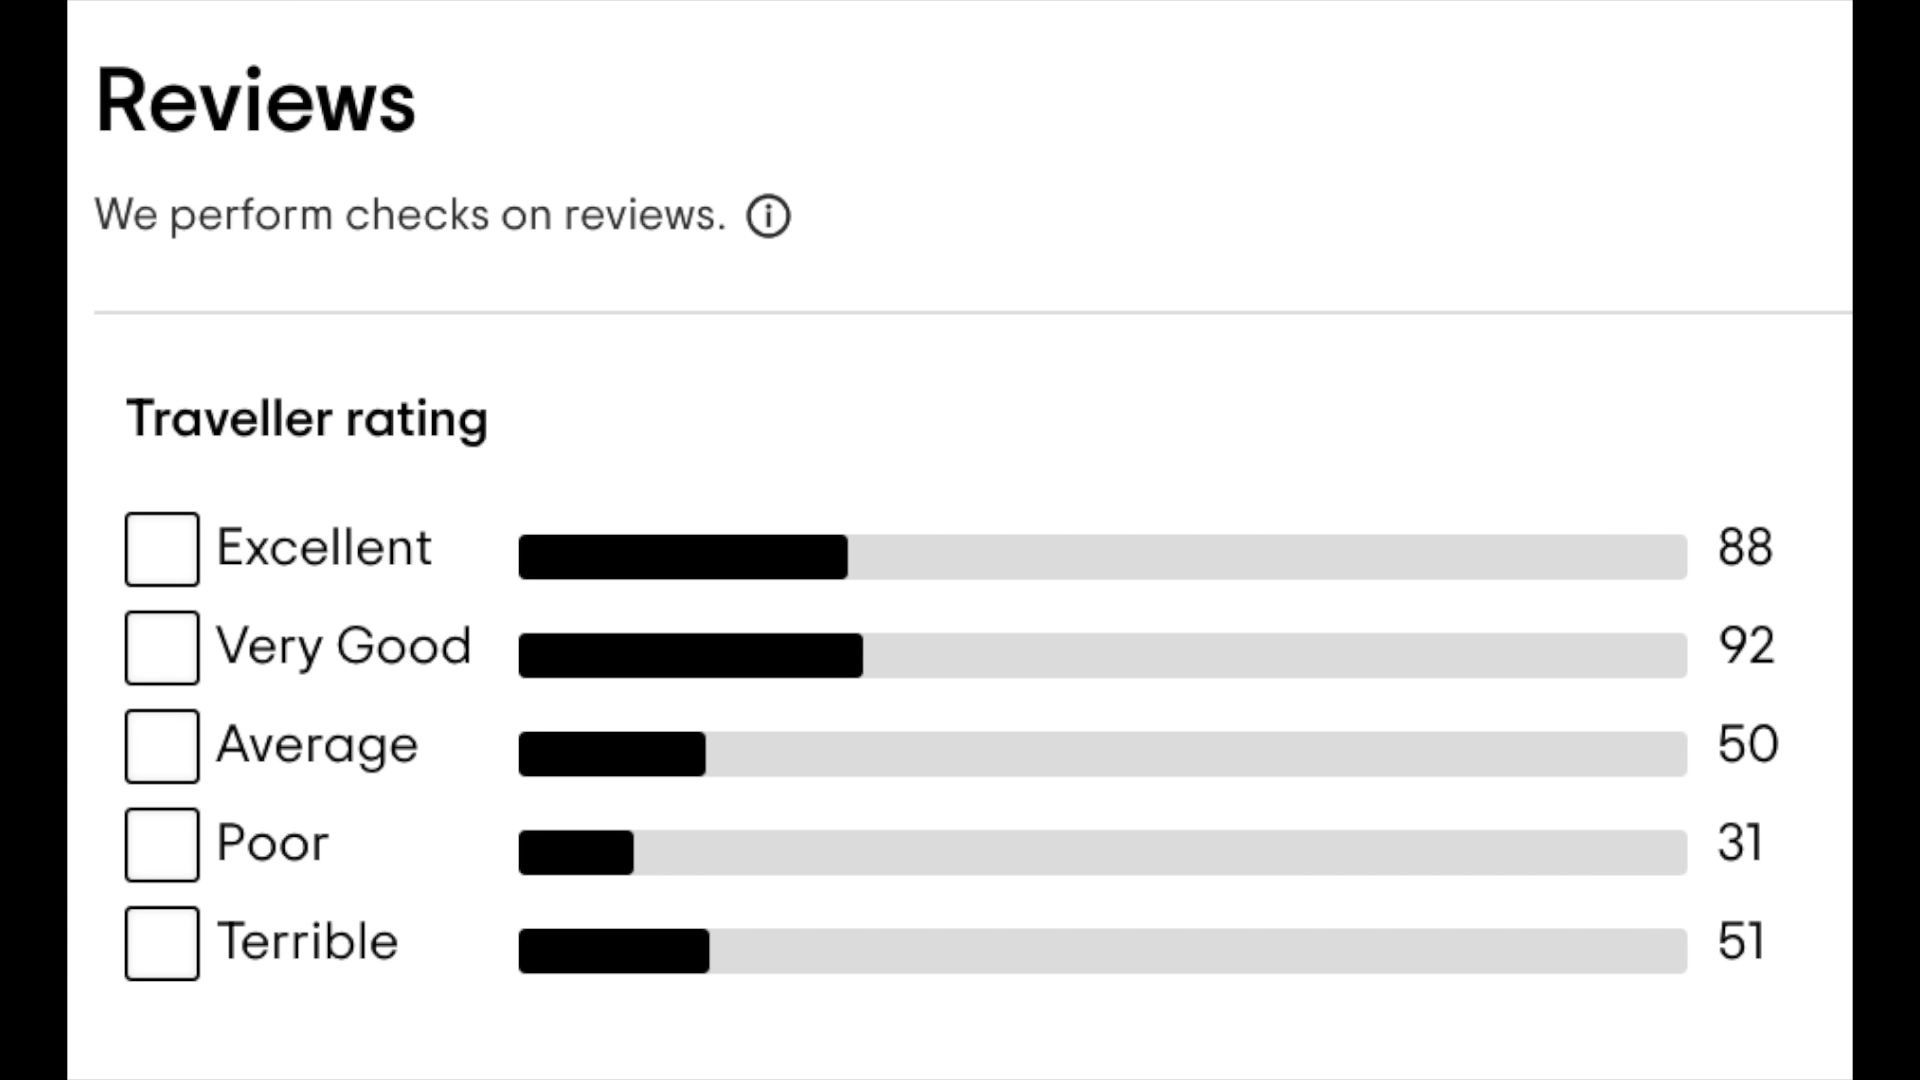 Reviews
We perform checks on reviews.
Traveller rating
Excellent 88
Very Good 92
Average 50
Poor 31
Terrible 51